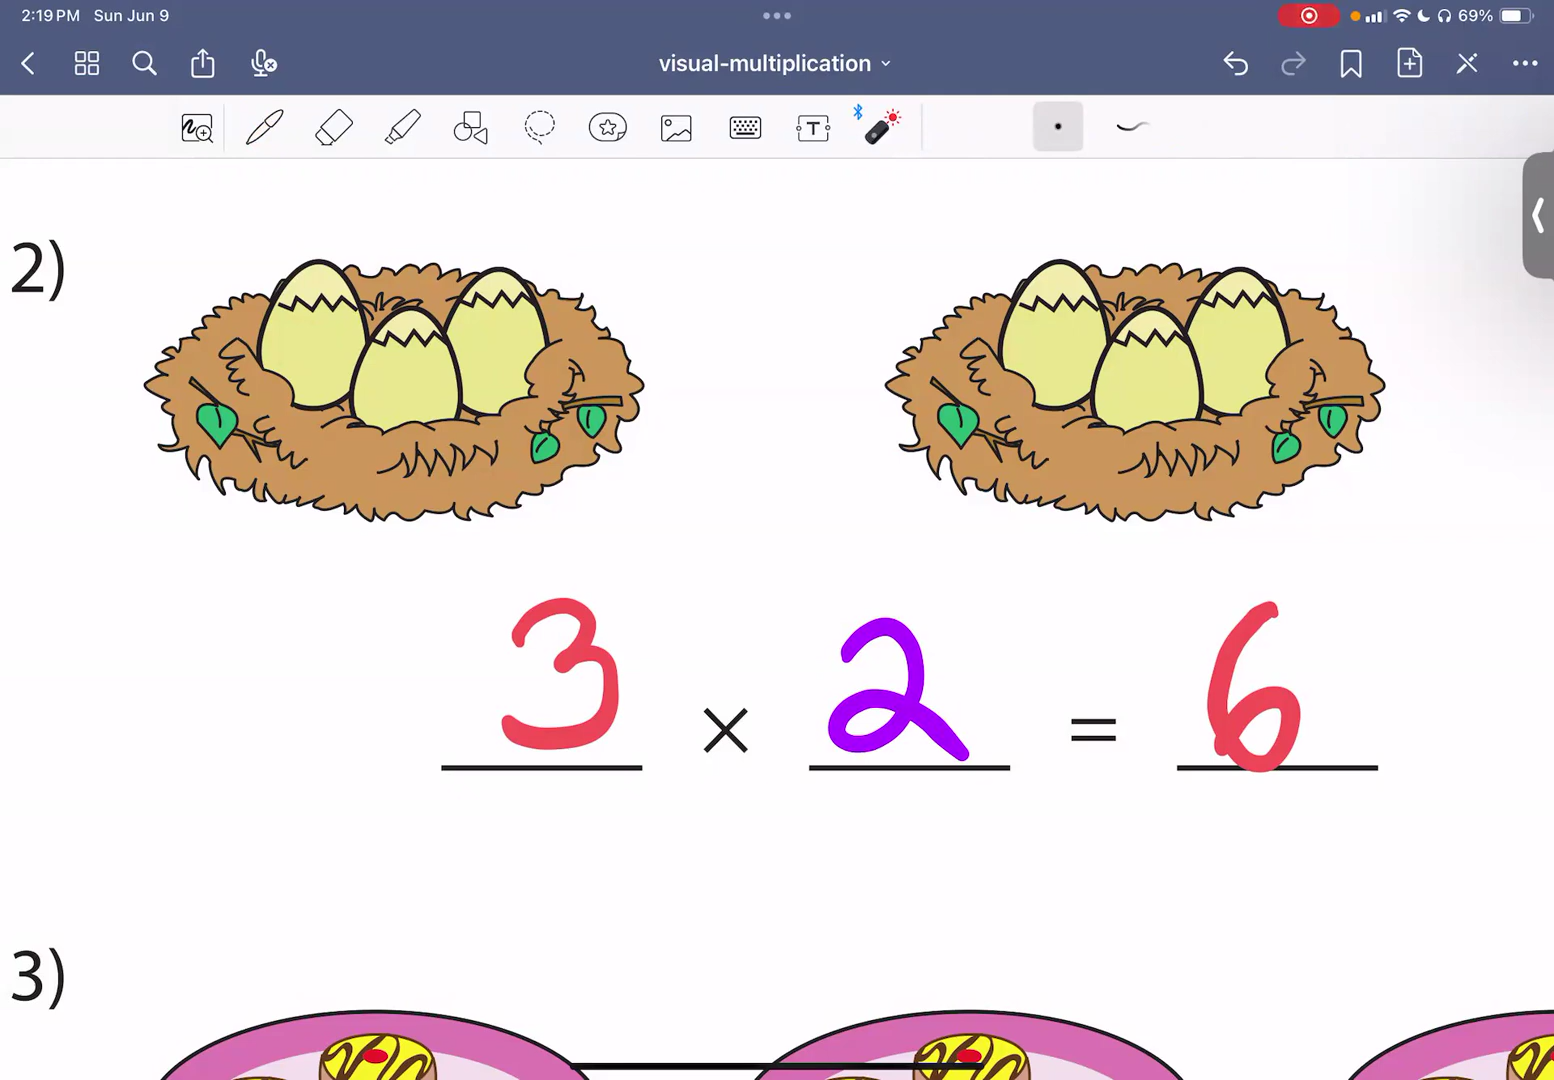 2:19 PM Sun Jun 9
69%
visual-multiplication
T
2)
3 × 2 = 6
3)